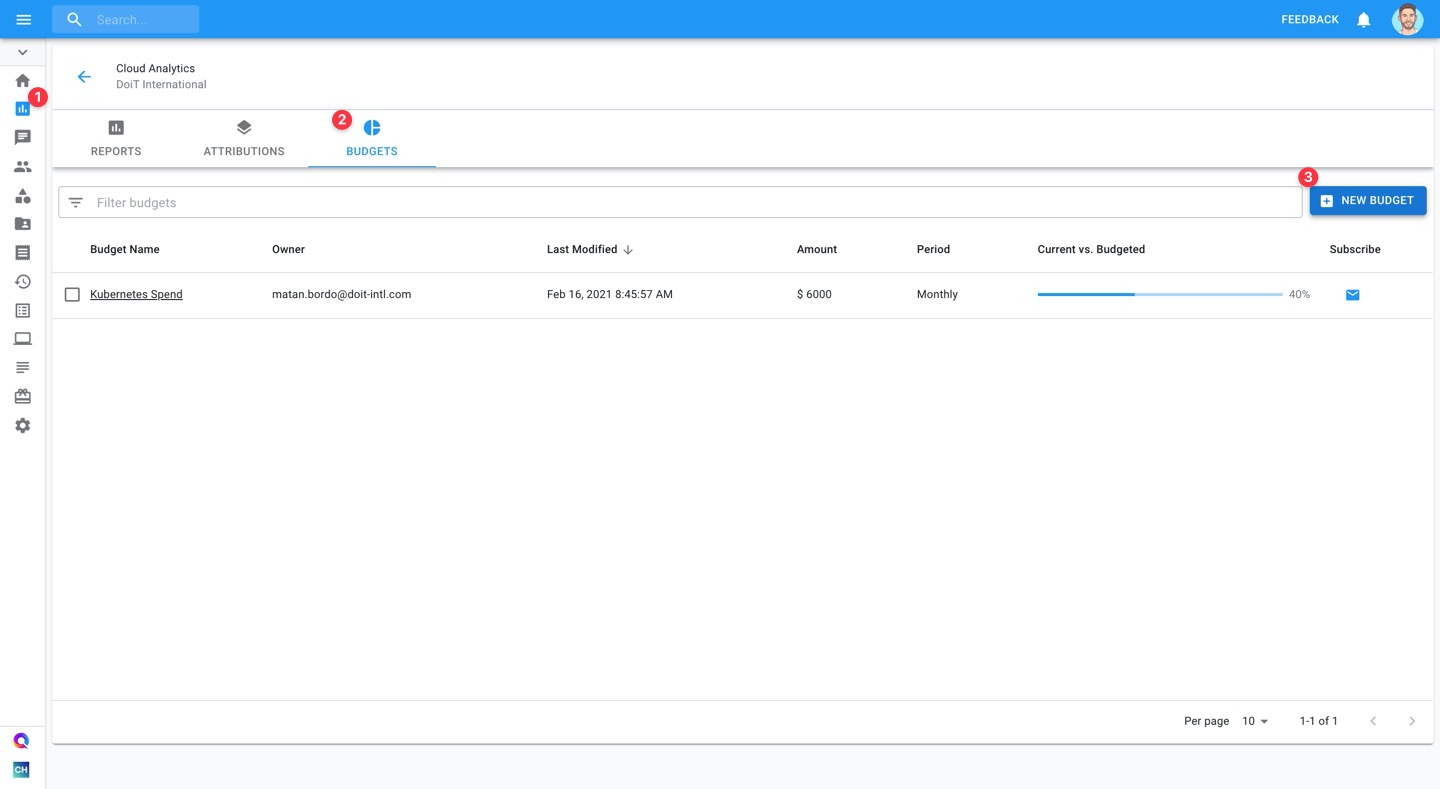 Search...
FEEDBACK
1
Cloud Analytics
DoiT International
2
REPORTS
ATTRIBUTIONS
BUDGETS
3
Filter budgets
NEW BUDGET
Budget Name Owner Last Modified Amount Period Current vs. Budgeted Subscribe
Kubernetes Spend matan.bordo@doit-intl.com Feb 16, 2021 8:45:57 AM $ 6000 Monthly 40%
Per page 10 1-1 of 1
CH